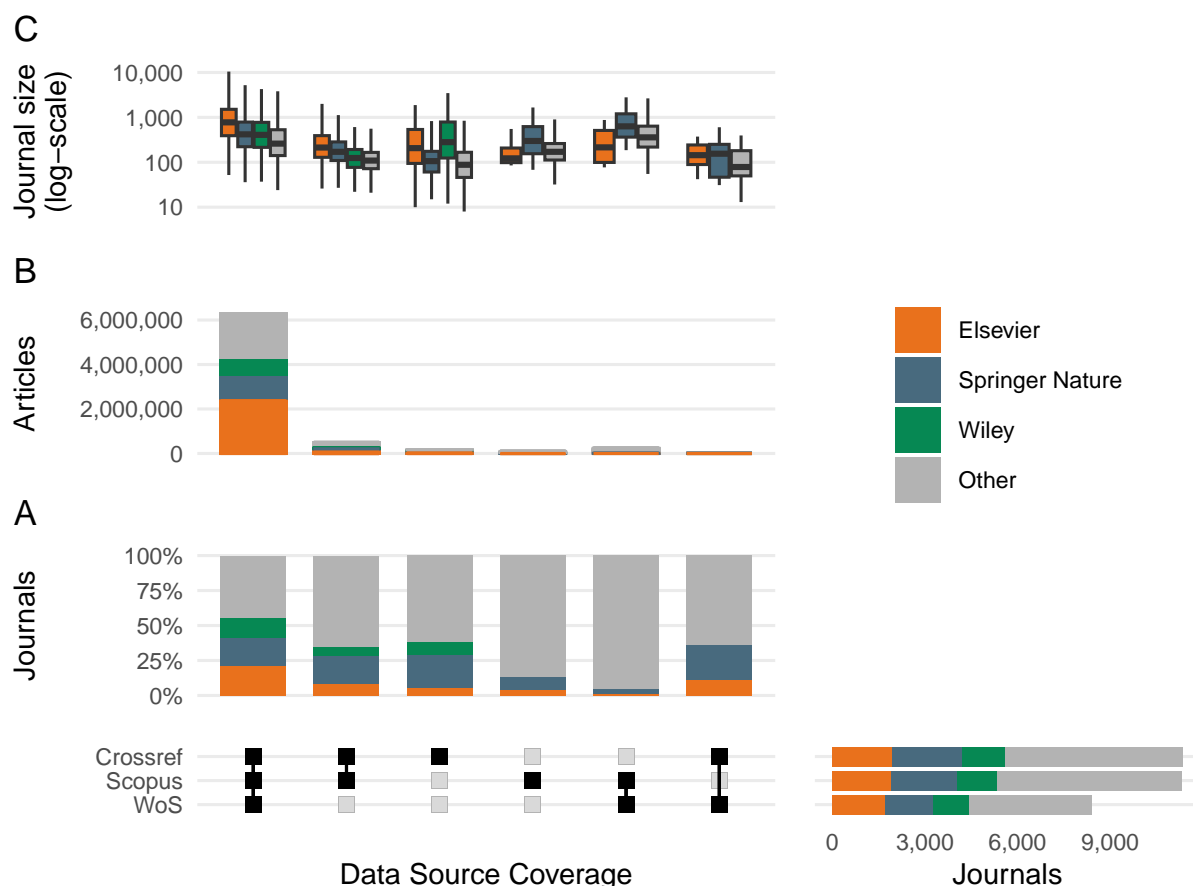 C
Journal size
(log−scale)
10,000
1,000
100
10
B
Articles
6,000,000
4,000,000
2,000,000
0
Elsevier
Springer Nature
Wiley
Other
A
Journals
100%
75%
50%
25%
0%
Crossref
Scopus
WoS
0 3,000 6,000 9,000
Data Source Coverage
Journals